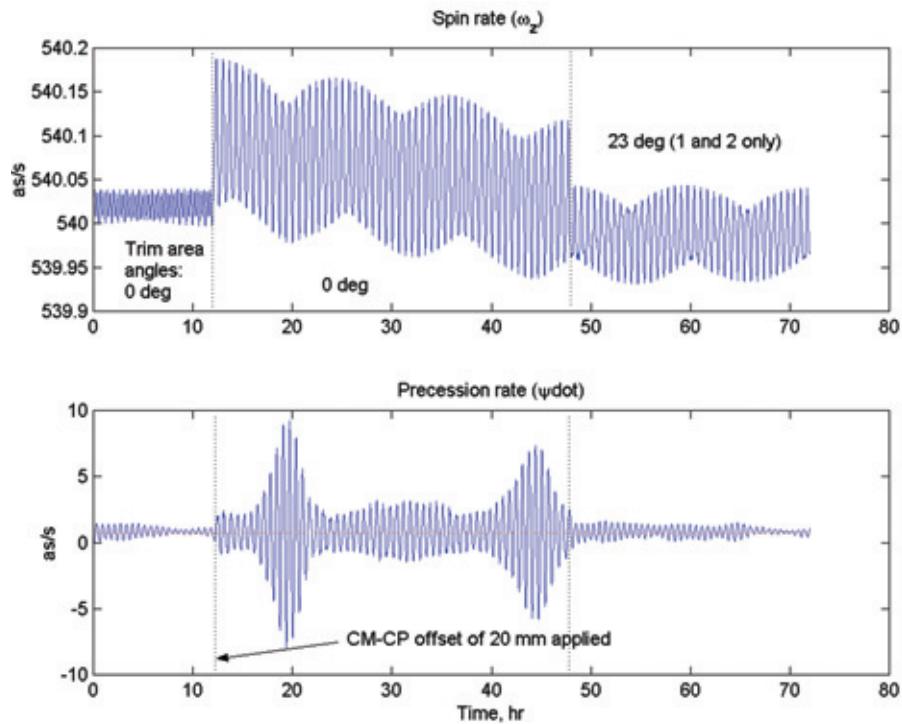 Spin rate (ωz)
540.2
540.15
540.1
540.05
540
539.95
539.9
as/s
23 deg (1 and 2 only)
Trim area
angles:
0 deg
0 deg
0 10 20 30 40 50 60 70 80
Precession rate (ψdot)
10
5
0
-5
-10
as/s
CM-CP offset of 20 mm applied
0 10 20 30 40 50 60 70 80
Time, hr